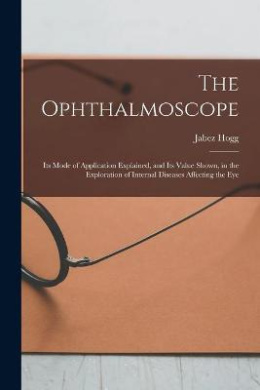 The
Ophthalmoscope
Jabez Hogg
Its Mode of Application Explained, and Its Value Shown, in the
Exploration of Internal Diseases Affecting the Eye